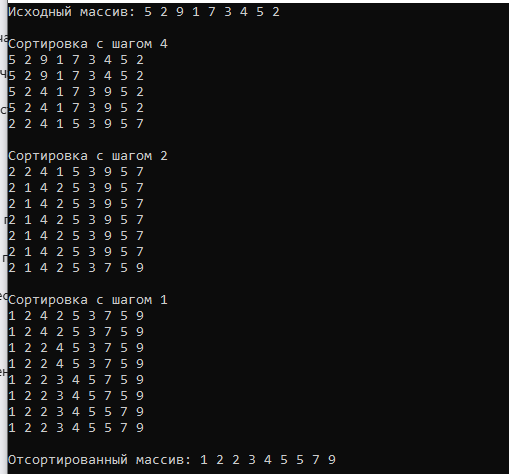 Исходный массив: 5 2 9 1 7 3 4 5 2
Сортировка с шагом 4
5 2 9 1 7 3 4 5 2
5 2 9 1 7 3 4 5 2
5 2 4 1 7 3 9 5 2
5 2 4 1 7 3 9 5 2
2 2 4 1 5 3 9 5 7
Сортировка с шагом 2
2 2 4 1 5 3 9 5 7
2 1 4 2 5 3 9 5 7
2 1 4 2 5 3 9 5 7
2 1 4 2 5 3 9 5 7
2 1 4 2 5 3 9 5 7
2 1 4 2 5 3 9 5 7
2 1 4 2 5 3 7 5 9
Сортировка с шагом 1
1 2 4 2 5 3 7 5 9
1 2 4 2 5 3 7 5 9
1 2 2 4 5 3 7 5 9
1 2 2 4 5 3 7 5 9
1 2 2 3 4 5 7 5 9
1 2 2 3 4 5 7 5 9
1 2 2 3 4 5 5 7 9
1 2 2 3 4 5 5 7 9
Отсортированный массив: 1 2 2 3 4 5 5 7 9